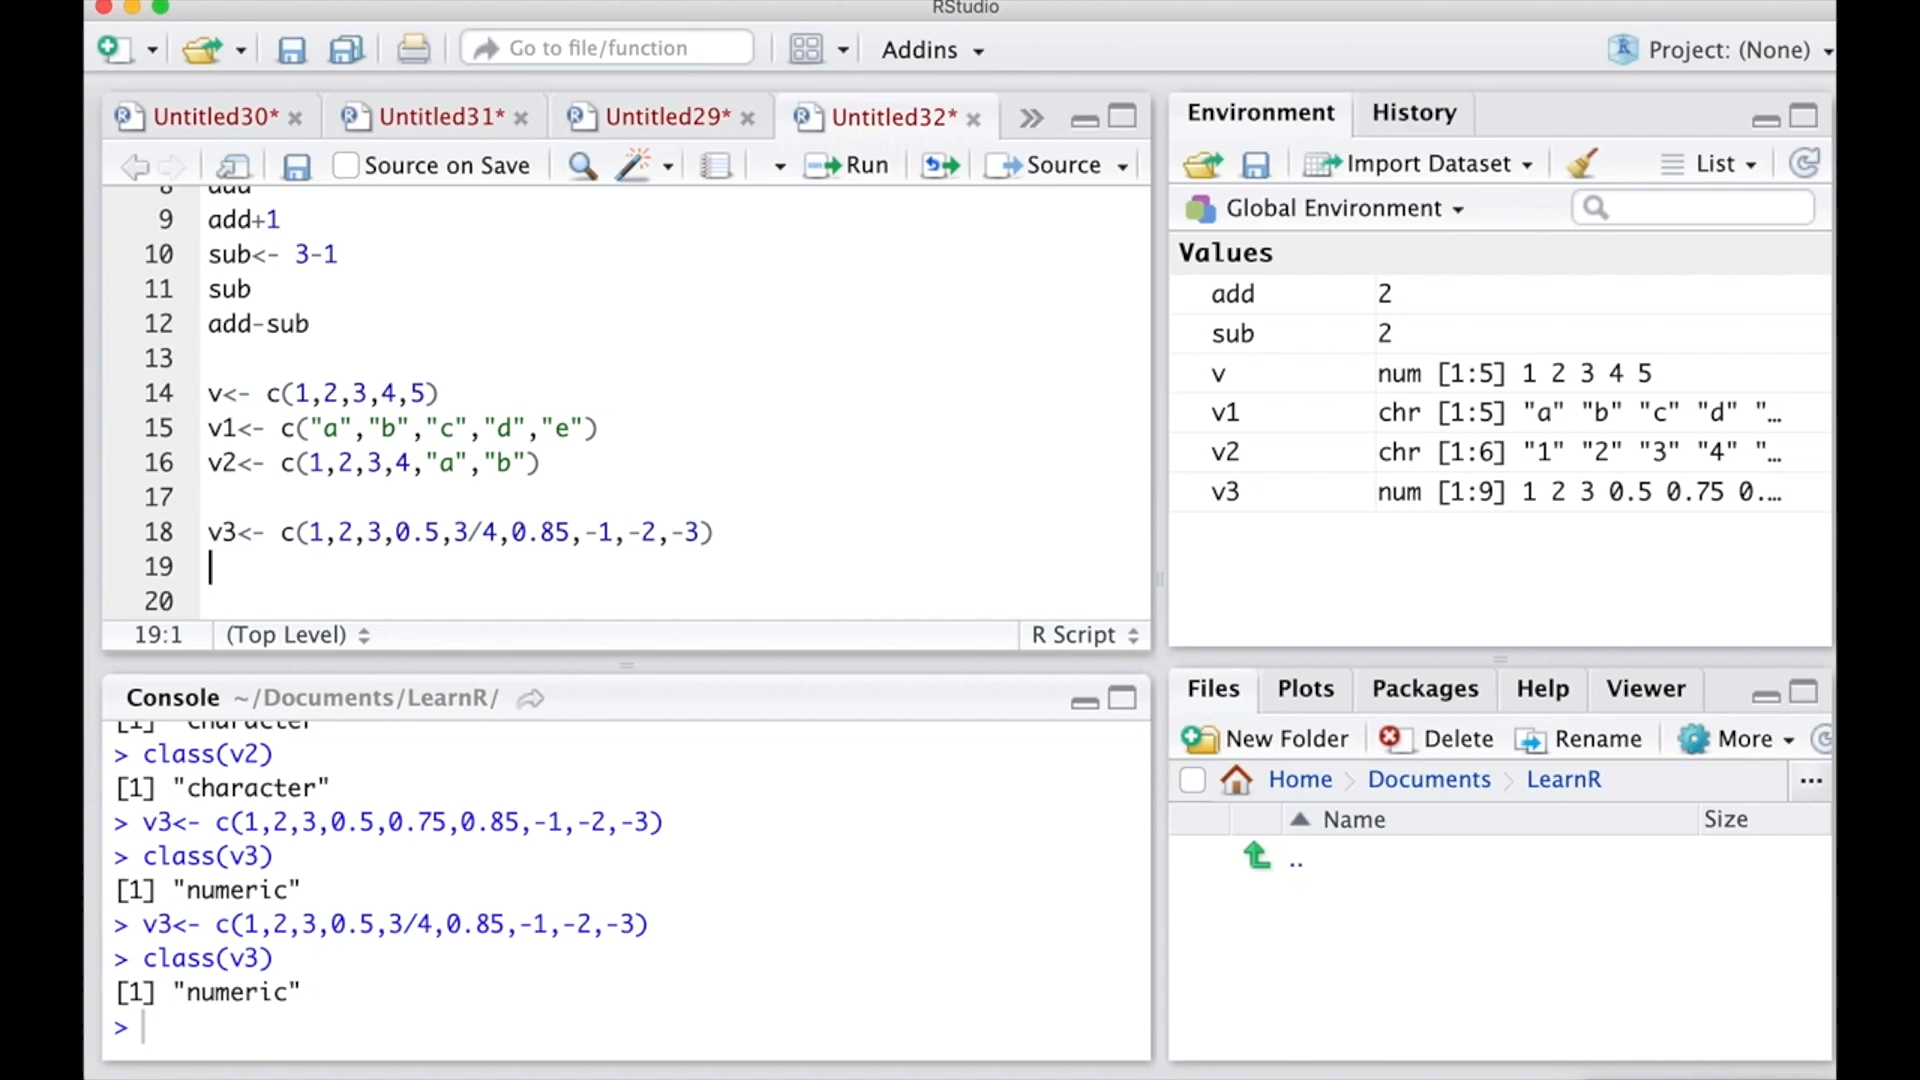 RStudio
Go to file/function
Addins
Project: (None)
Untitled30*
Untitled31*
Untitled29*
Untitled32*
Source on Save
Run
Source
8 add
9 add+1
10 sub<- 3-1
11 sub
12 add-sub
13
14 v<- c(1,2,3,4,5)
15 v1<- c("a","b","c","d","e")
16 v2<- c(1,2,3,4,"a","b")
17
18 v3<- c(1,2,3,0.5,3/4,0.85,-1,-2,-3)
19
20
19:1 (Top Level) R Script
Console ~/Documents/LearnR/
[1] "character"
> class(v2)
[1] "character"
> v3<- c(1,2,3,0.5,0.75,0.85,-1,-2,-3)
> class(v3)
[1] "numeric"
> v3<- c(1,2,3,0.5,3/4,0.85,-1,-2,-3)
> class(v3)
[1] "numeric"
>
Environment History
Import Dataset List
Global Environment
Values
add 2
sub 2
v num [1:5] 1 2 3 4 5
v1 chr [1:5] "a" "b" "c" "d" "…
v2 chr [1:6] "1" "2" "3" "4" "…
v3 num [1:9] 1 2 3 0.5 0.75 0.…
Files Plots Packages Help Viewer
New Folder Delete Rename More
Home Documents LearnR ...
Name Size
..